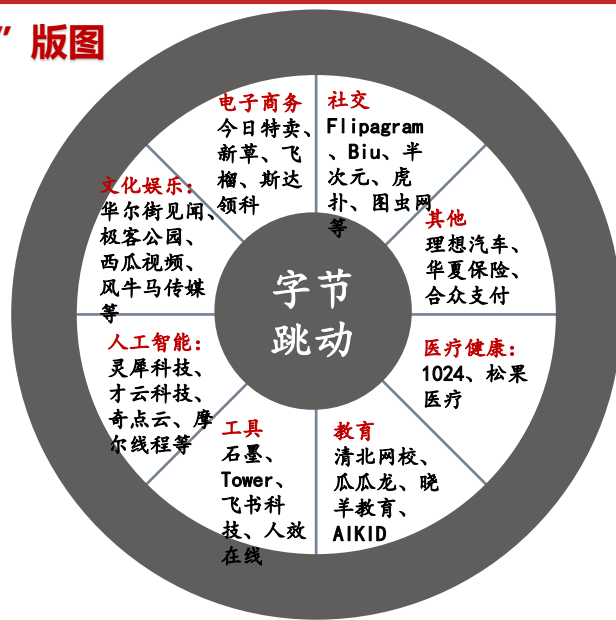 ”版图
电子商务
今日特卖、
新草、飞
榴、斯达
领科
社交
Flipagram
、Biu、半
次元、虎
扑、图虫网
等
其他
理想汽车、
华夏保险、
合众支付
医疗健康：
1024、松果
医疗
教育
清北网校、
瓜瓜龙、晓
羊教育、
AIKID
工具
石墨、
Tower、
飞书科
技、人效
在线
人工智能：
灵犀科技、
才云科技、
奇点云、摩
尔线程等
文化娱乐：
华尔街见闻、
极客公园、
西瓜视频、
风牛马传媒
等
字节
跳动